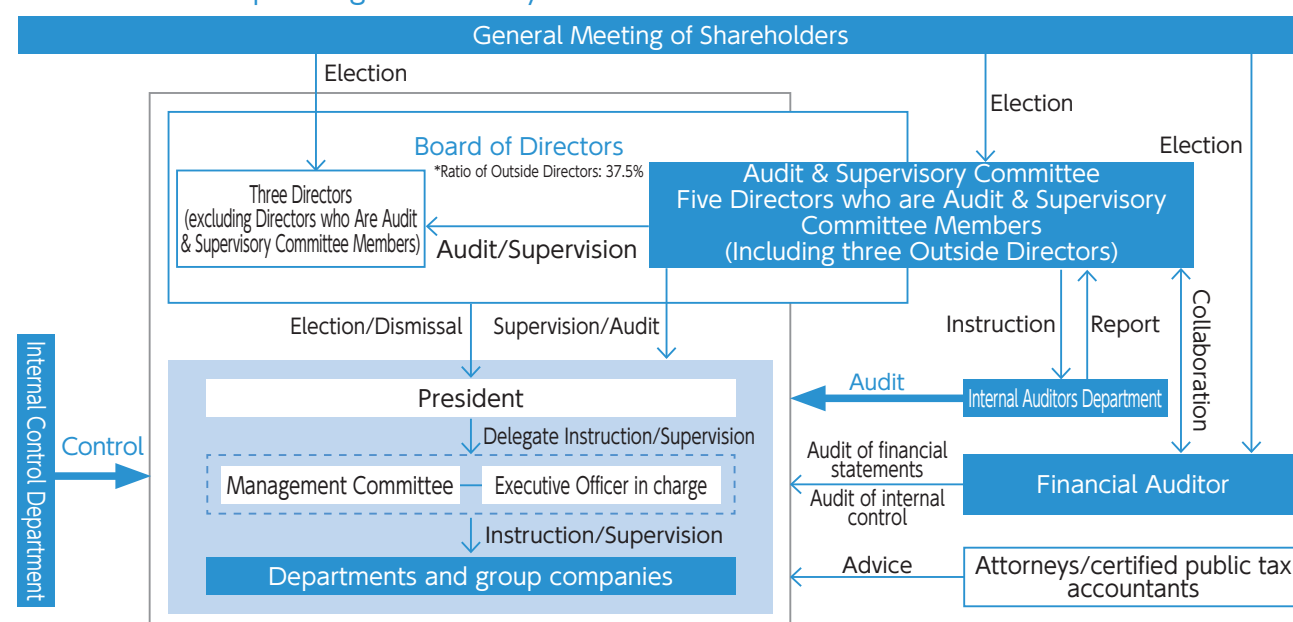 General Meeting of Shareholders
Election
Election
Election
Board of Directors
*Ratio of Outside Directors: 37.5%
Three Directors
(excluding Directors who Are Audit
& Supervisory Committee Members)
Audit/Supervision
Audit & Supervisory Committee
Five Directors who are Audit & Supervisory
Committee Members
(Including three Outside Directors)
Election/Dismissal
Supervision/Audit
Instruction
Report
Collaboration
Internal Control Department
Control
President
Delegate Instruction/Supervision
Management Committee
Executive Officer in charge
Instruction/Supervision
Departments and group companies
Audit
Internal Auditors Department
Audit of financial
statements
Audit of internal
control
Financial Auditor
Advice
Attorneys/certified public tax
accountants